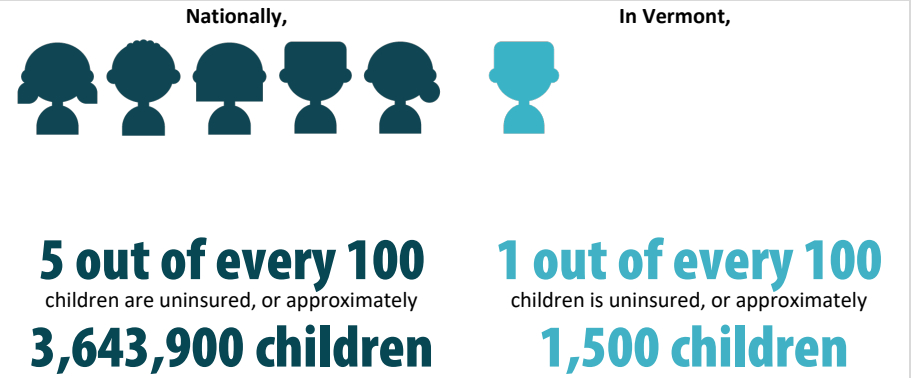 Nationally,
5 out of every 100
children are uninsured, or approximately
3,643,900 children
In Vermont,
1 out of every 100
children is uninsured, or approximately
1,500 children